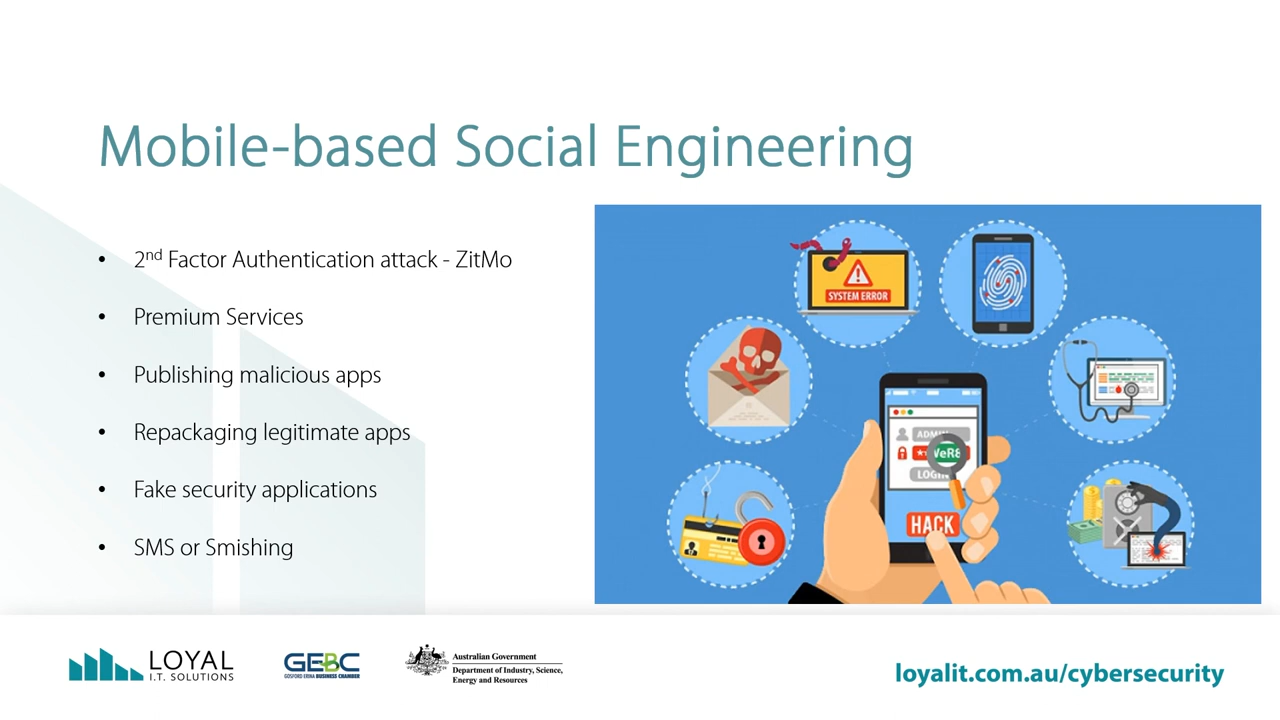 Mobile-based Social Engineering
• 2nd Factor Authentication attack - ZitMo
• Premium Services
• Publishing malicious apps
• Repackaging legitimate apps
• Fake security applications
• SMS or Smishing
SYSTEM ERROR
ADMIN
VeR8
LOGIN
HACK
LOYAL
I.T. SOLUTIONS
GEBC
GOSFORD ERINA BUSINESS CHAMBER
Australian Government
Department of Industry, Science,
Energy and Resources
loyalit.com.au/cybersecurity